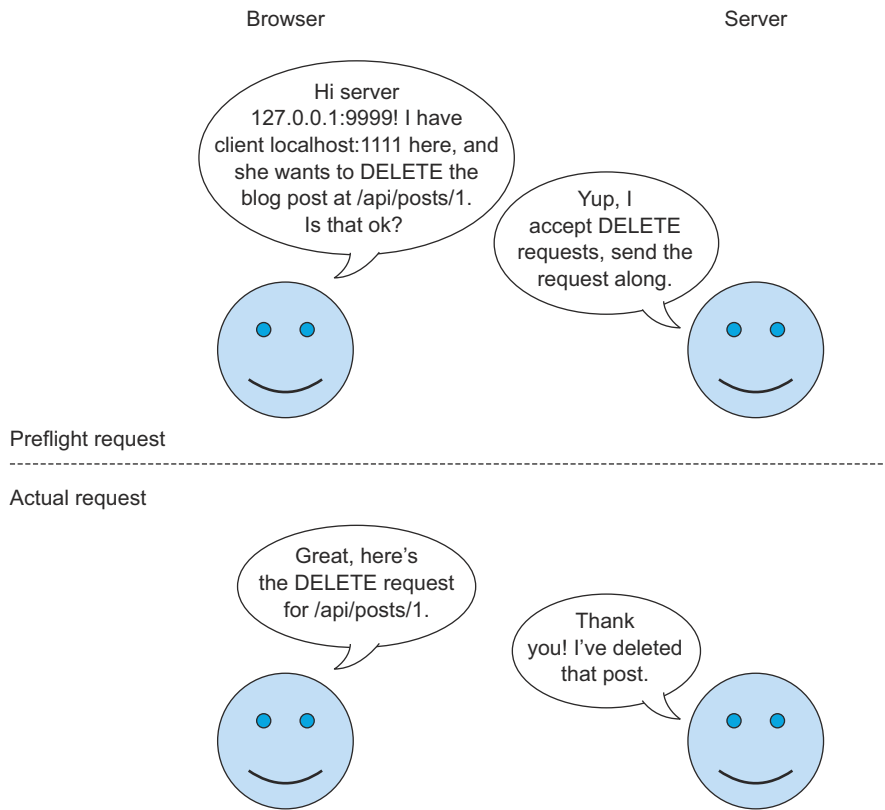 Browser
Server
Hi server
127.0.0.1:9999! I have
client localhost:1111 here, and
she wants to DELETE the
blog post at /api/posts/1.
Is that ok?
Yup, I
accept DELETE
requests, send the
request along.
Preflight request
Actual request
Great, here’s
the DELETE request
for /api/posts/1.
Thank
you! I’ve deleted
that post.